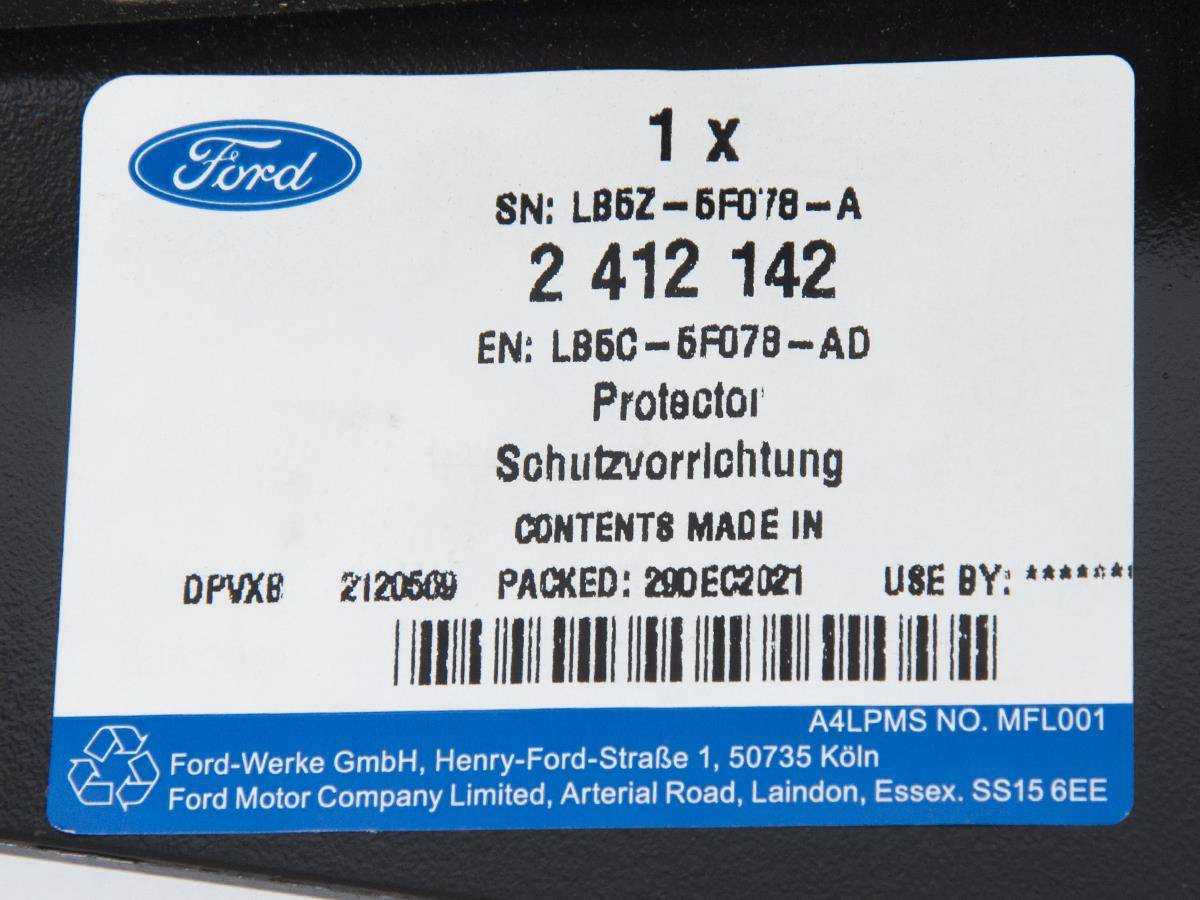 Ford
1 x
SN: LB5Z-5F078-A
2 412 142
EN: LB5C-5F078-AD
Protector
Schutzvorrichtung
CONTENTS MADE IN
DPVXB 2120509 PACKED: 29DEC2021 USE BY: *******
A4LPMS NO. MFL001
Ford-Werke GmbH, Henry-Ford-Straße 1, 50735 Köln
Ford Motor Company Limited, Arterial Road, Laindon, Essex. SS15 6EE